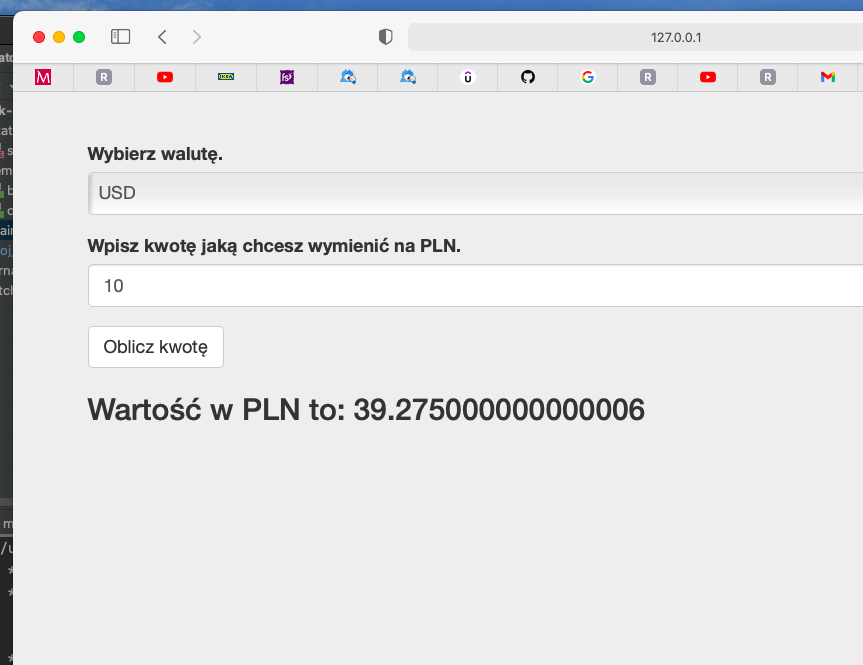 127.0.0.1
M R IKEA R R
Wybierz walutę.
USD
Wpisz kwotę jaką chcesz wymienić na PLN.
10
Oblicz kwotę
Wartość w PLN to: 39.275000000000006